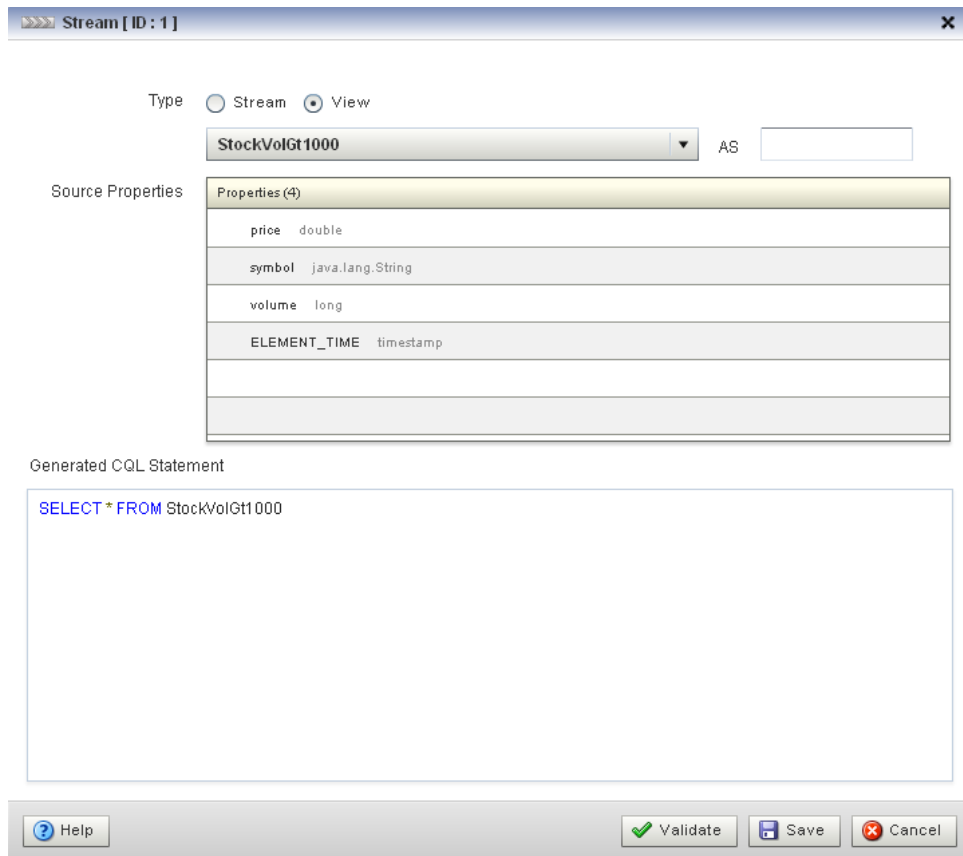 Stream [ ID : 1 ]
Type Stream View
StockVolGt1000 AS
Source Properties Properties (4)
price double
symbol java.lang.String
volume long
ELEMENT_TIME timestamp
Generated CQL Statement
SELECT * FROM StockVolGt1000
Help Validate Save Cancel